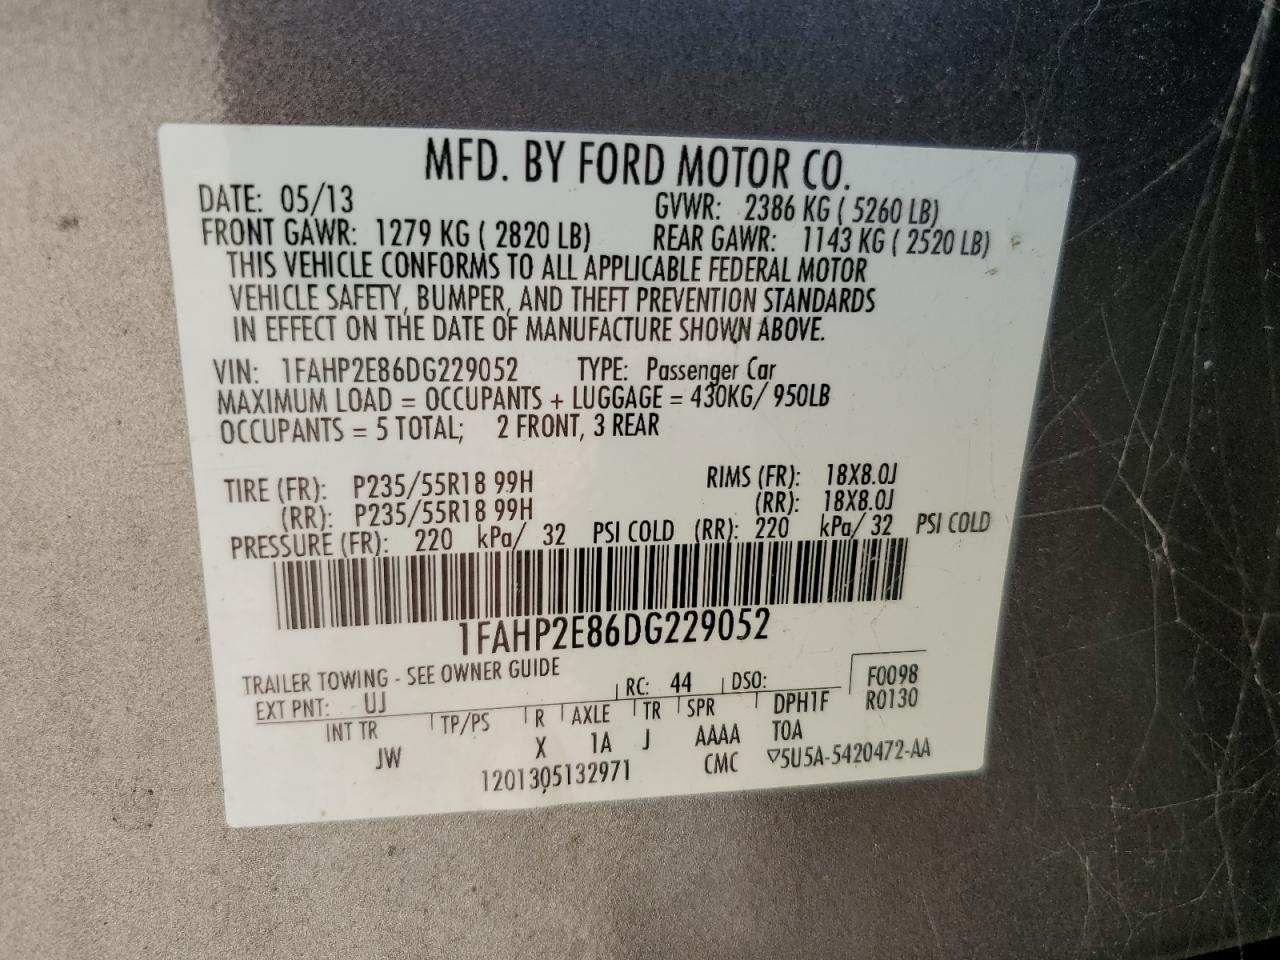 MFD. BY FORD MOTOR CO.
DATE: 05/13 GVWR: 2386 KG ( 5260 LB)
FRONT GAWR: 1279 KG ( 2820 LB) REAR GAWR: 1143 KG ( 2520 LB)
THIS VEHICLE CONFORMS TO ALL APPLICABLE FEDERAL MOTOR
VEHICLE SAFETY, BUMPER, AND THEFT PREVENTION STANDARDS
IN EFFECT ON THE DATE OF MANUFACTURE SHOWN ABOVE.
VIN: 1FAHP2E86DG229052 TYPE: Passenger Car
MAXIMUM LOAD = OCCUPANTS + LUGGAGE = 430KG/ 950LB
OCCUPANTS = 5 TOTAL; 2 FRONT, 3 REAR
TIRE (FR): P235/55R18 99H RIMS (FR): 18X8.0J
(RR): P235/55R18 99H (RR): 18X8.0J
PRESSURE (FR): 220 kPa/ 32 PSI COLD (RR): 220 kPa/ 32 PSI COLD
1FAHP2E86DG229052
TRAILER TOWING - SEE OWNER GUIDE
EXT PNT: UJ RC: 44 DSO: F0098
INT TR TP/PS R AXLE TR SPR DPH1F R0130
JW X 1A J AAAA TOA
1201305132971 CMC ▽5U5A-5420472-AA